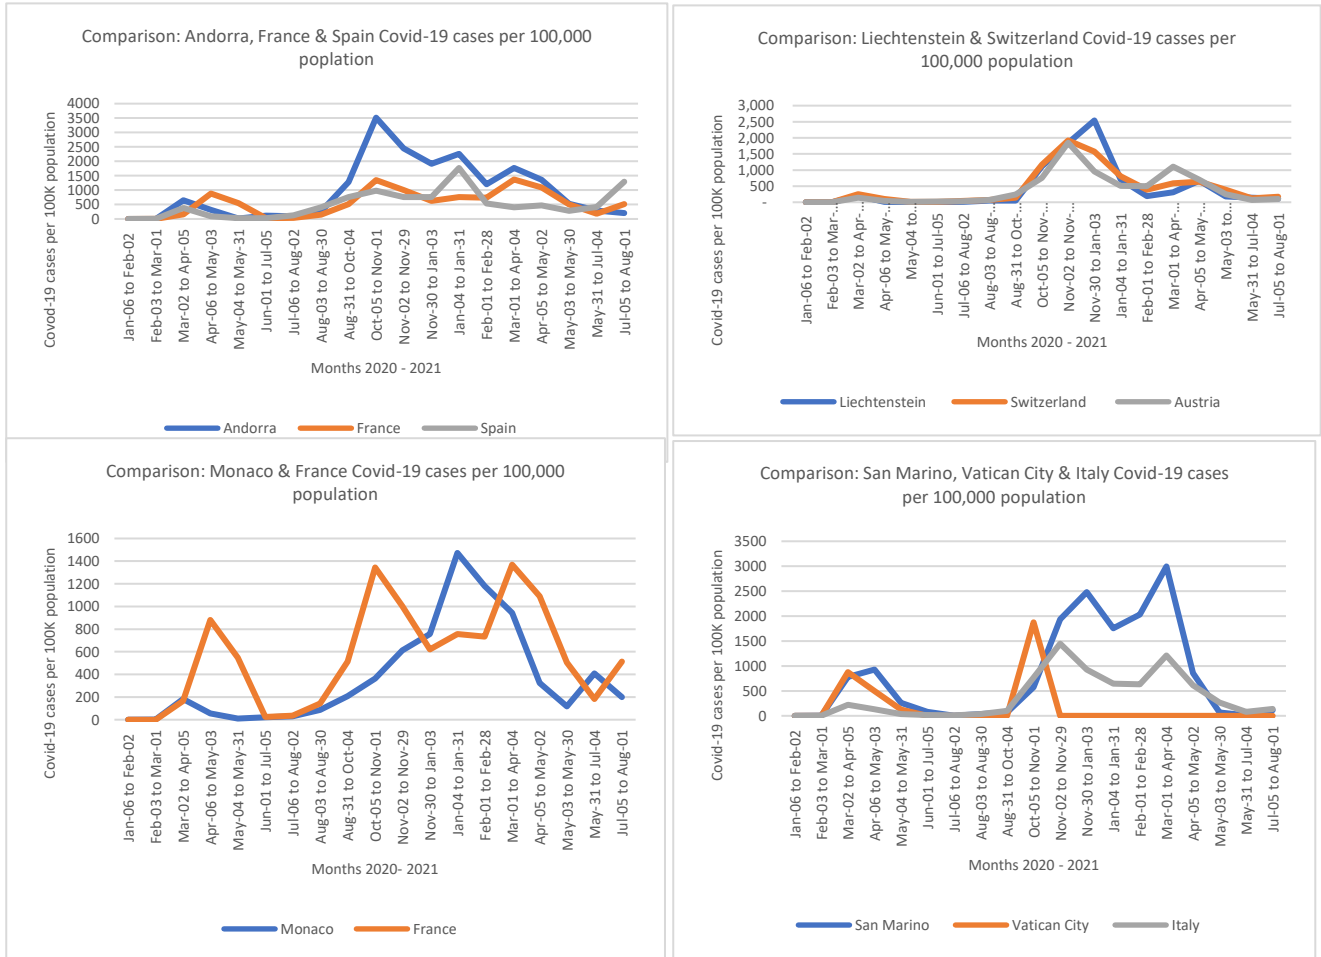 Comparison: Andorra, France & Spain Covid-19 cases per 100,000
poplation
Covod-19 cases per 100K population
4000
3500
3000
2500
2000
1500
1000
500
0
Jan-06 to Feb-02
Feb-03 to Mar-01
Mar-02 to Apr-05
Apr-06 to May-03
May-04 to May-31
Jun-01 to Jul-05
Jul-06 to Aug-02
Aug-03 to Aug-30
Aug-31 to Oct-04
Oct-05 to Nov-01
Nov-02 to Nov-29
Nov-30 to Jan-03
Jan-04 to Jan-31
Feb-01 to Feb-28
Mar-01 to Apr-04
Apr-05 to May-02
May-03 to May-30
May-31 to Jul-04
Jul-05 to Aug-01
Months 2020 - 2021
Andorra France Spain
Comparison: Liechtenstein & Switzerland Covid-19 casses per
100,000 population
Covid-19 cases per 100K population
3,000
2,500
2,000
1,500
1,000
500
-
Jan-06 to Feb-02
Feb-03 to Mar-...
Mar-02 to Apr-...
Apr-06 to May-...
May-04 to...
Jun-01 to Jul-05
Jul-06 to Aug-02
Aug-03 to Aug-...
Aug-31 to Oct-...
Oct-05 to Nov-...
Nov-02 to Nov-...
Nov-30 to Jan-03
Jan-04 to Jan-31
Feb-01 to Feb-28
Mar-01 to Apr-...
Apr-05 to May-...
May-03 to...
May-31 to Jul-04
Jul-05 to Aug-01
Months 2020 - 2021
Liechtenstein Switzerland Austria
Comparison: Monaco & France Covid-19 cases per 100,000
population
Covid-19 cases per 100K population
1600
1400
1200
1000
800
600
400
200
0
Jan-06 to Feb-02
Feb-03 to Mar-01
Mar-02 to Apr-05
Apr-06 to May-03
May-04 to May-31
Jun-01 to Jul-05
Jul-06 to Aug-02
Aug-03 to Aug-30
Aug-31 to Oct-04
Oct-05 to Nov-01
Nov-02 to Nov-29
Nov-30 to Jan-03
Jan-04 to Jan-31
Feb-01 to Feb-28
Mar-01 to Apr-04
Apr-05 to May-02
May-03 to May-30
May-31 to Jul-04
Jul-05 to Aug-01
Months 2020- 2021
Monaco France
Comparison: San Marino, Vatican City & Italy Covid-19 cases
per 100,000 population
Covid-19 cases per 100K population
3500
3000
2500
2000
1500
1000
500
0
Jan-06 to Feb-02
Feb-03 to Mar-01
Mar-02 to Apr-05
Apr-06 to May-03
May-04 to May-31
Jun-01 to Jul-05
Jul-06 to Aug-02
Aug-03 to Aug-30
Aug-31 to Oct-04
Oct-05 to Nov-01
Nov-02 to Nov-29
Nov-30 to Jan-03
Jan-04 to Jan-31
Feb-01 to Feb-28
Mar-01 to Apr-04
Apr-05 to May-02
May-03 to May-30
May-31 to Jul-04
Jul-05 to Aug-01
Months 2020 - 2021
San Marino Vatican City Italy